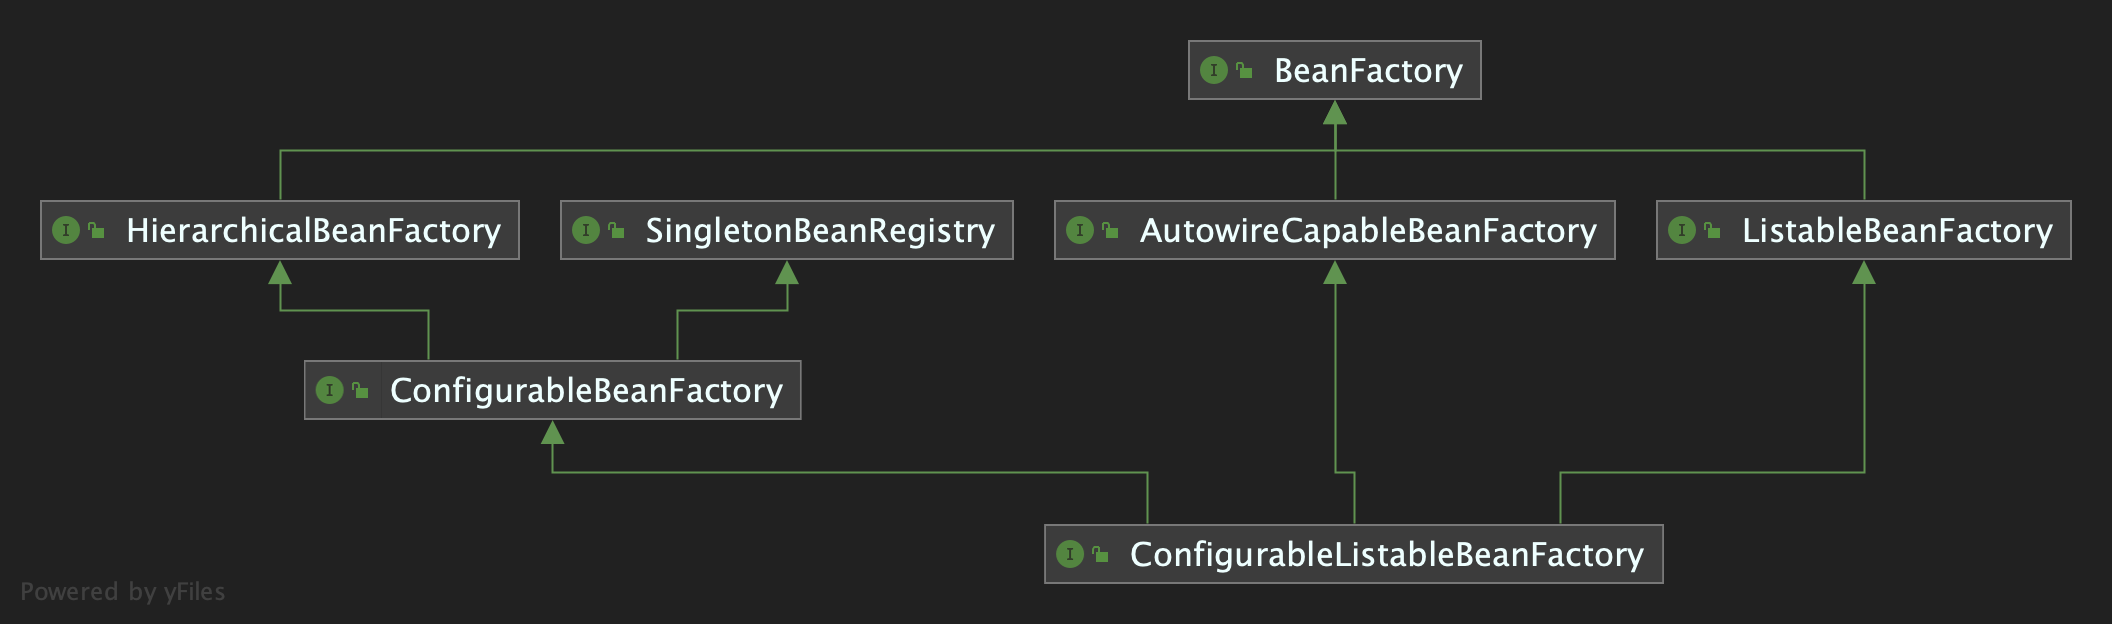 BeanFactory
HierarchicalBeanFactory
SingletonBeanRegistry
AutowireCapableBeanFactory
ListableBeanFactory
ConfigurableBeanFactory
ConfigurableListableBeanFactory
Powered by yFiles